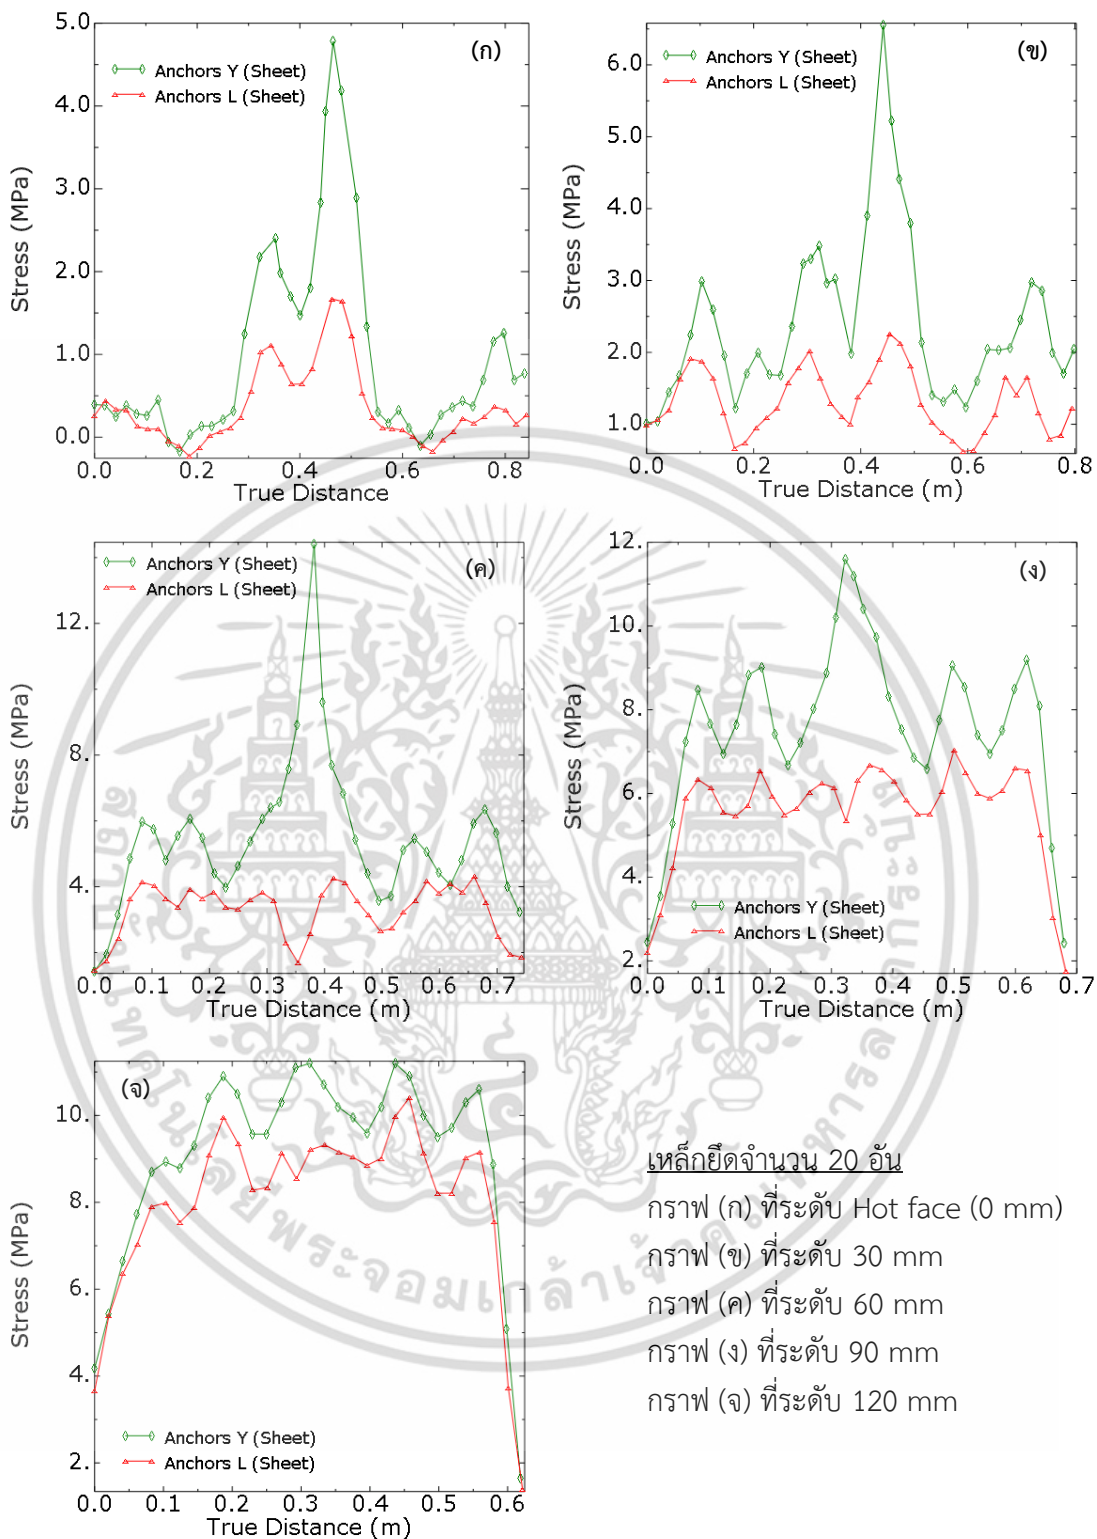 5.0
4.0
3.0
2.0
1.0
0.0
Stress (MPa)
(ก)
Anchors Y (Sheet)
Anchors L (Sheet)
0.0 0.2 0.4 0.6 0.8
True Distance
6.0
5.0
4.0
3.0
2.0
1.0
Stress (MPa)
(ข)
Anchors Y (Sheet)
Anchors L (Sheet)
0.0 0.2 0.4 0.6 0.8
True Distance (m)
12.
8.
4.
Stress (MPa)
(ค)
Anchors Y (Sheet)
Anchors L (Sheet)
0.0 0.1 0.2 0.3 0.4 0.5 0.6 0.7
True Distance (m)
12.
10.
8.
6.
4.
2.
Stress (MPa)
(ง)
Anchors Y (Sheet)
Anchors L (Sheet)
0.0 0.1 0.2 0.3 0.4 0.5 0.6 0.7
True Distance (m)
10.
8.
6.
4.
2.
Stress (MPa)
(จ)
Anchors Y (Sheet)
Anchors L (Sheet)
0.0 0.1 0.2 0.3 0.4 0.5 0.6
True Distance (m)
เหล็กยึดจำนวน 20 อัน
กราฟ (ก) ที่ระดับ Hot face (0 mm)
กราฟ (ข) ที่ระดับ 30 mm
กราฟ (ค) ที่ระดับ 60 mm
กราฟ (ง) ที่ระดับ 90 mm
กราฟ (จ) ที่ระดับ 120 mm